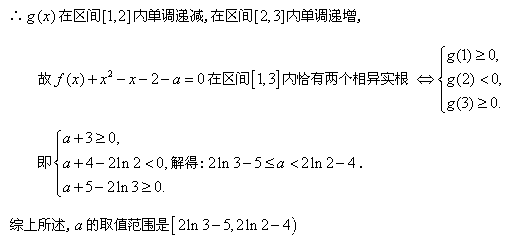 ∴ g(x)在区间[1,2]内单调递减,在区间[2,3]内单调递增,
故 f(x)+x²-x-2-a=0在区间[1,3]内恰有两个相异实根 ⇔ { g(1)≥0, g(2)<0, g(3)≥0.
即{ a+3≥0, a+4-2ln 2<0, a+5-2ln 3≥0. 解得: 2ln 3-5≤a<2ln 2-4.
综上所述, a的取值范围是[2ln 3-5,2ln 2-4)